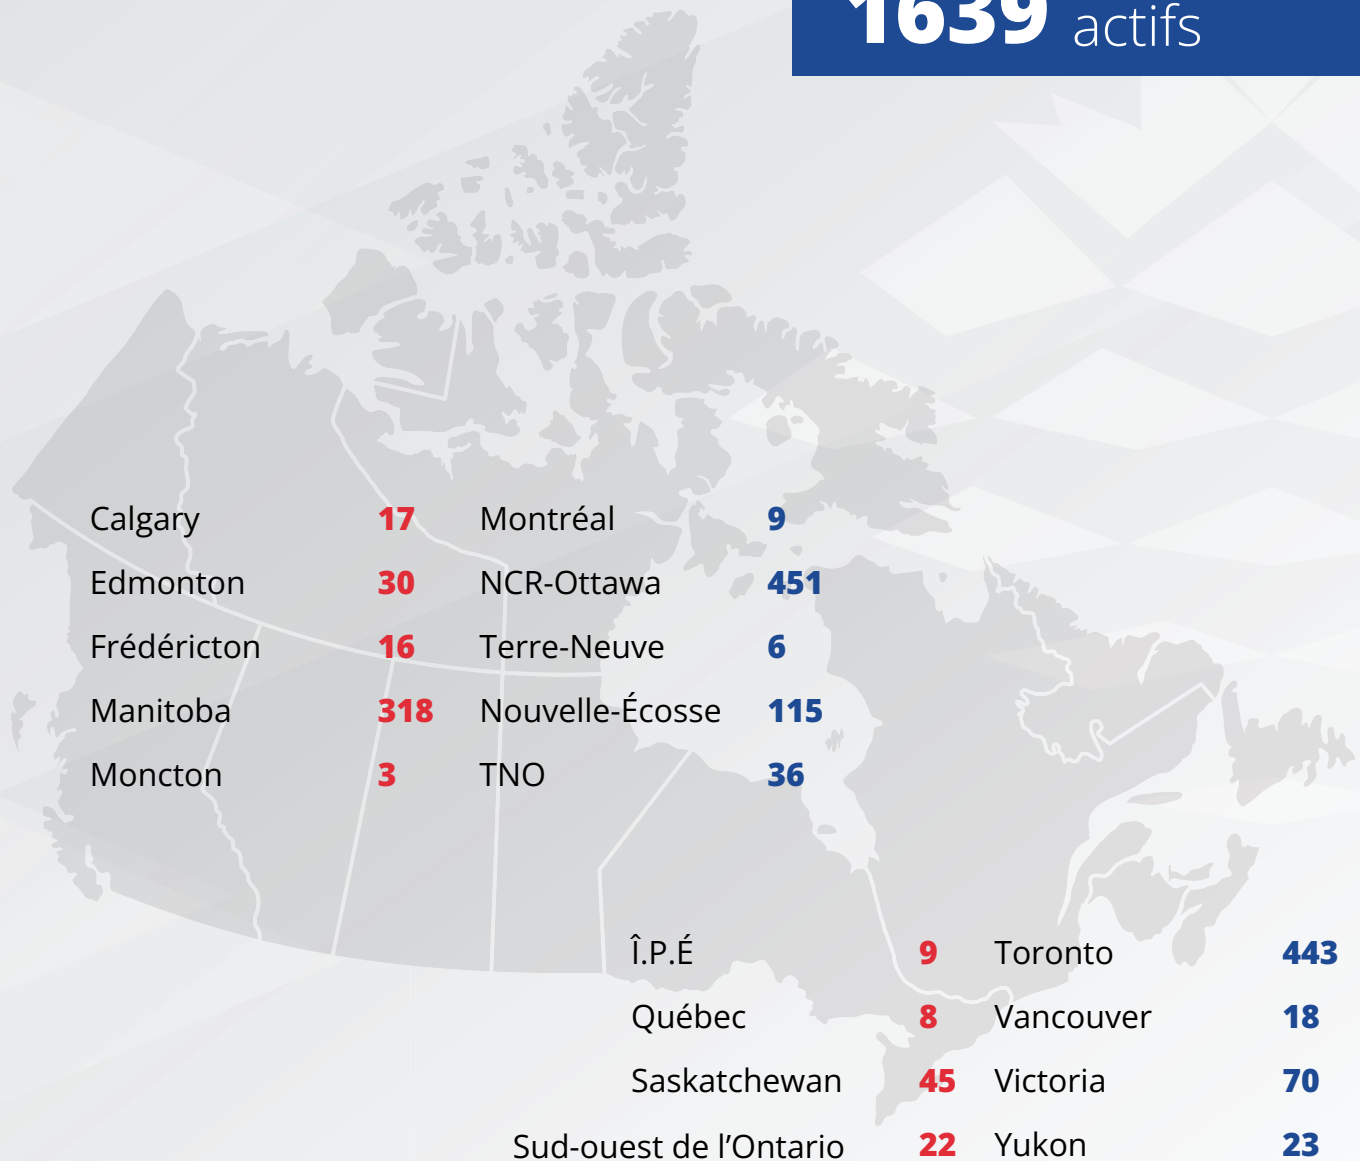 1639 actifs
Calgary 17 Montréal 9
Edmonton 30 NCR-Ottawa 451
Frédéricton 16 Terre-Neuve 6
Manitoba 318 Nouvelle-Écosse 115
Moncton 3 TNO 36
Î.P.É 9 Toronto 443
Québec 8 Vancouver 18
Saskatchewan 45 Victoria 70
Sud-ouest de l’Ontario 22 Yukon 23